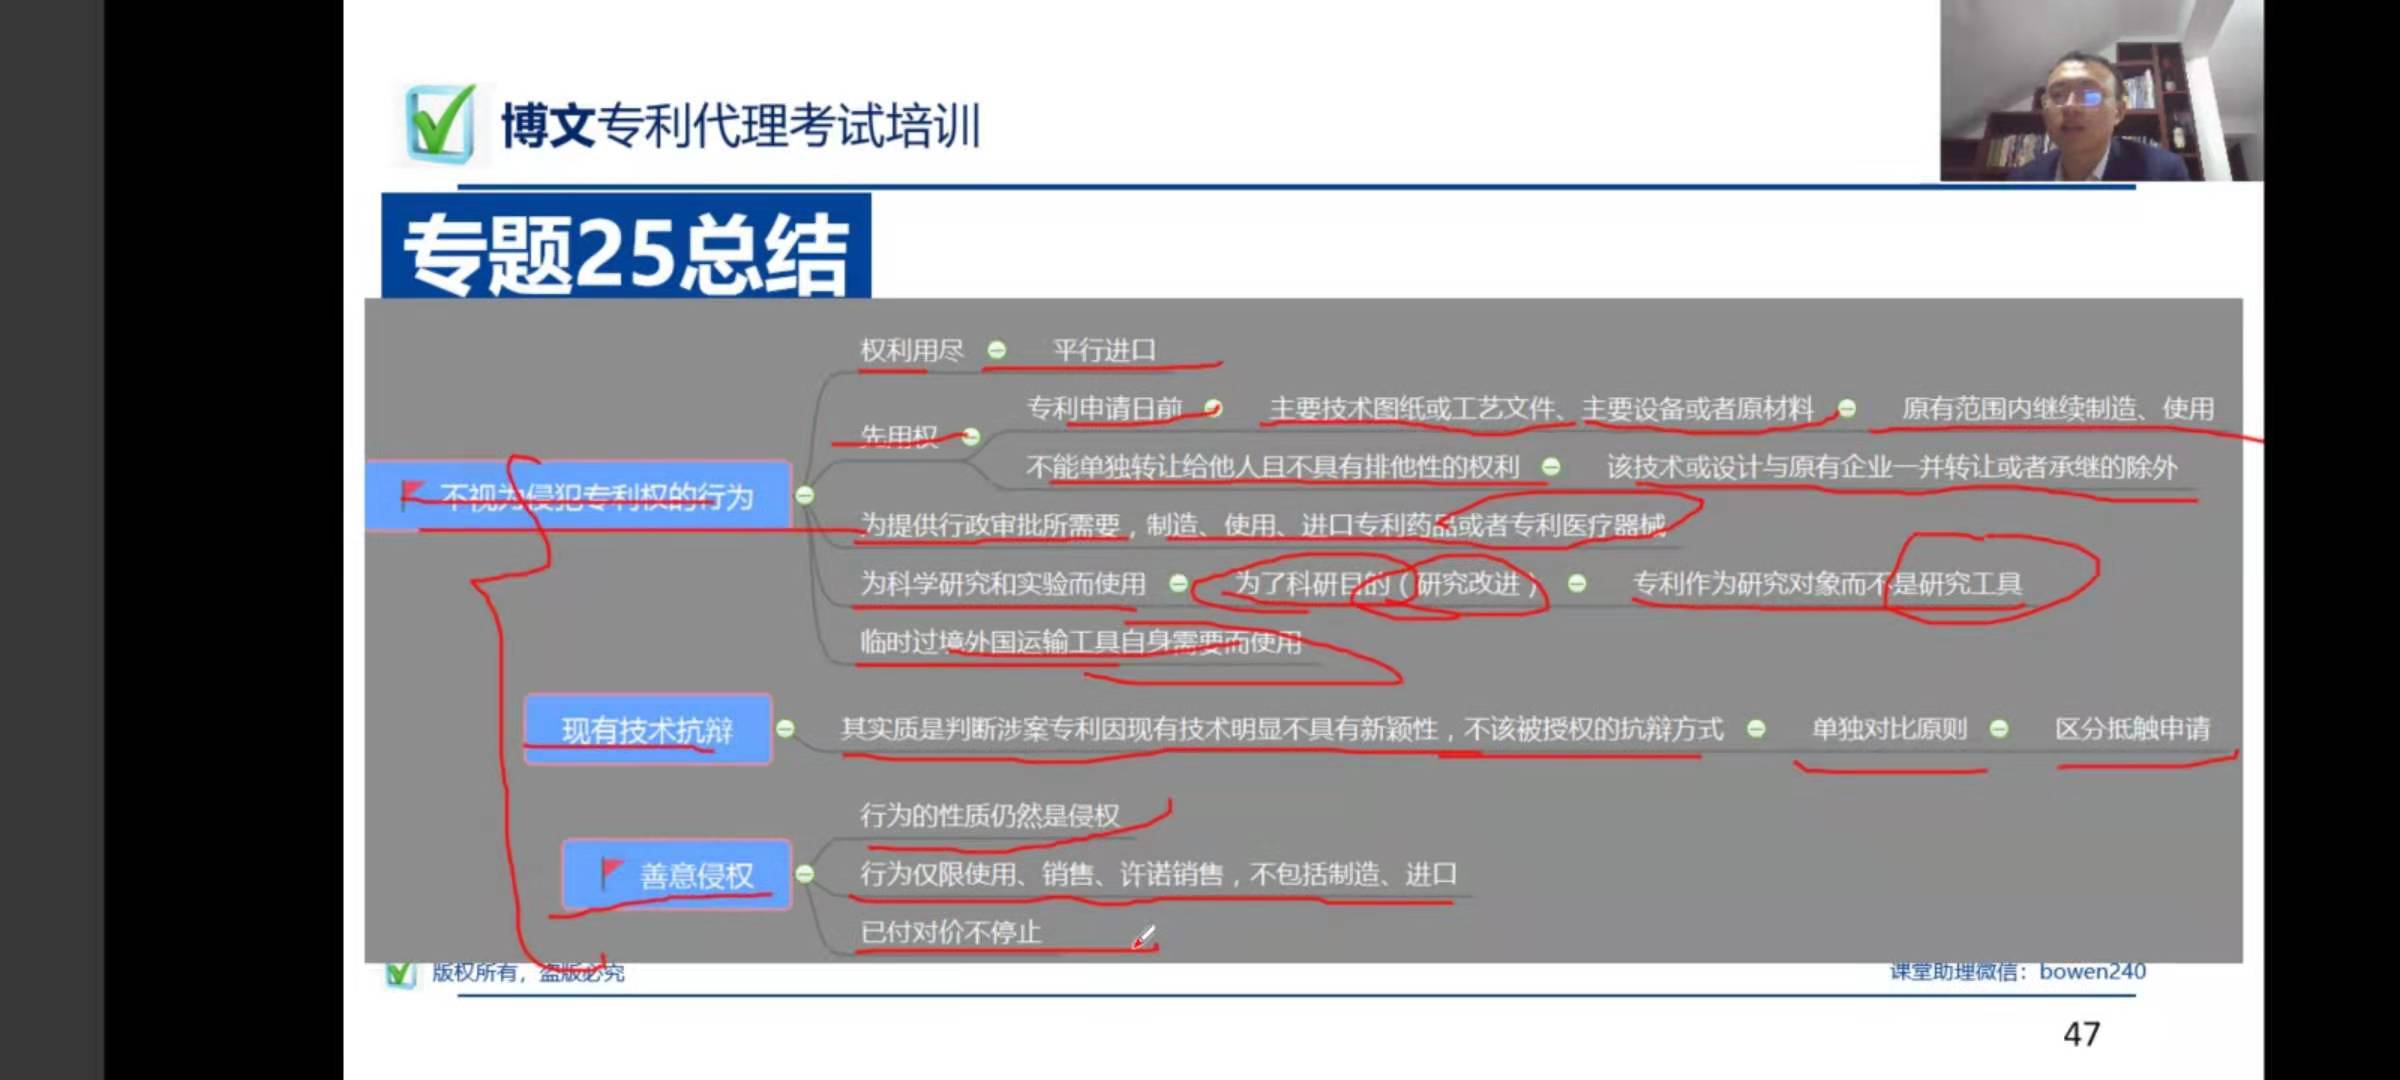 博文专利代理考试培训
专题25总结
权利用尽 平行进口
专利申请日前 主要技术图纸或工艺文件、主要设备或者原材料 原有范围内继续制造、使用
先用权
不能单独转让给他人且不具有排他性的权利 该技术或设计与原有企业一并转让或者承继的除外
不视为侵犯专利权的行为
为提供行政审批所需要，制造、使用、进口专利药品或者专利医疗器械
为科学研究和实验而使用 为了科研目的（研究改进） 专利作为研究对象而不是研究工具
临时过境外国运输工具自身需要而使用
现有技术抗辩 其实质是判断涉案专利因现有技术明显不具有新颖性，不该被授权的抗辩方式 单独对比原则 区分抵触申请
行为的性质仍然是侵权
善意侵权 行为仅限使用、销售、许诺销售，不包括制造、进口
已付对价不停止
版权所有，盗版必究 课堂助理微信：bowen240
47